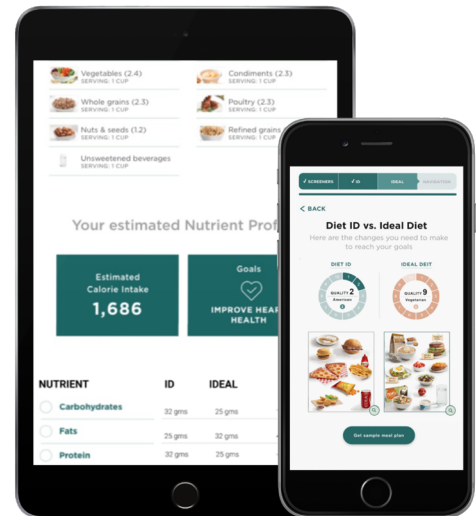 Vegetables (2.4)
SERVING: 1 CUP
Condiments (2.3)
SERVING: 1 CUP
Whole grains (2.3)
SERVING: 1 CUP
Poultry (2.3)
SERVING: 1 CUP
Nuts & seeds (1.2)
SERVING: 1 CUP
Refined grains
SERVING: 1 CUP
Unsweetened beverages
SERVING: 1 CUP
Your estimated Nutrient Prof
Estimated
Calorie Intake
1,686
Goals
IMPROVE HEAR
HEALTH
NUTRIENT ID IDEAL
Carbohydrates 32 gms 25 gms
Fats 25 gms 32 gms
Protein 32 gms 25 gms
✓ SCREENERS ✓ ID IDEAL
< BACK
Diet ID vs. Ideal Diet
Here are the changes you need to make
to reach your goals
DIET ID IDEAL DEIT
QUALITY 2
American
QUALITY 9
Vegetarian
Get sample meal plan